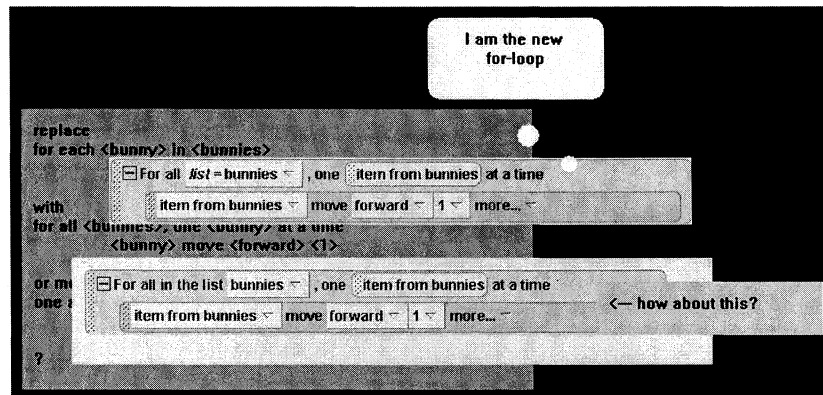 I am the new
for-loop
replace
for each <bunny> in <bunnies>
For all list=bunnies , one item from bunnies at a time
item from bunnies move forward 1 more...
with
for all <bunnies>, one <bunny> at a time
<bunny> move <forward> <1>
or
For all in the list bunnies , one item from bunnies at a time
one
<— how about this?
item from bunnies move forward 1 more...
?